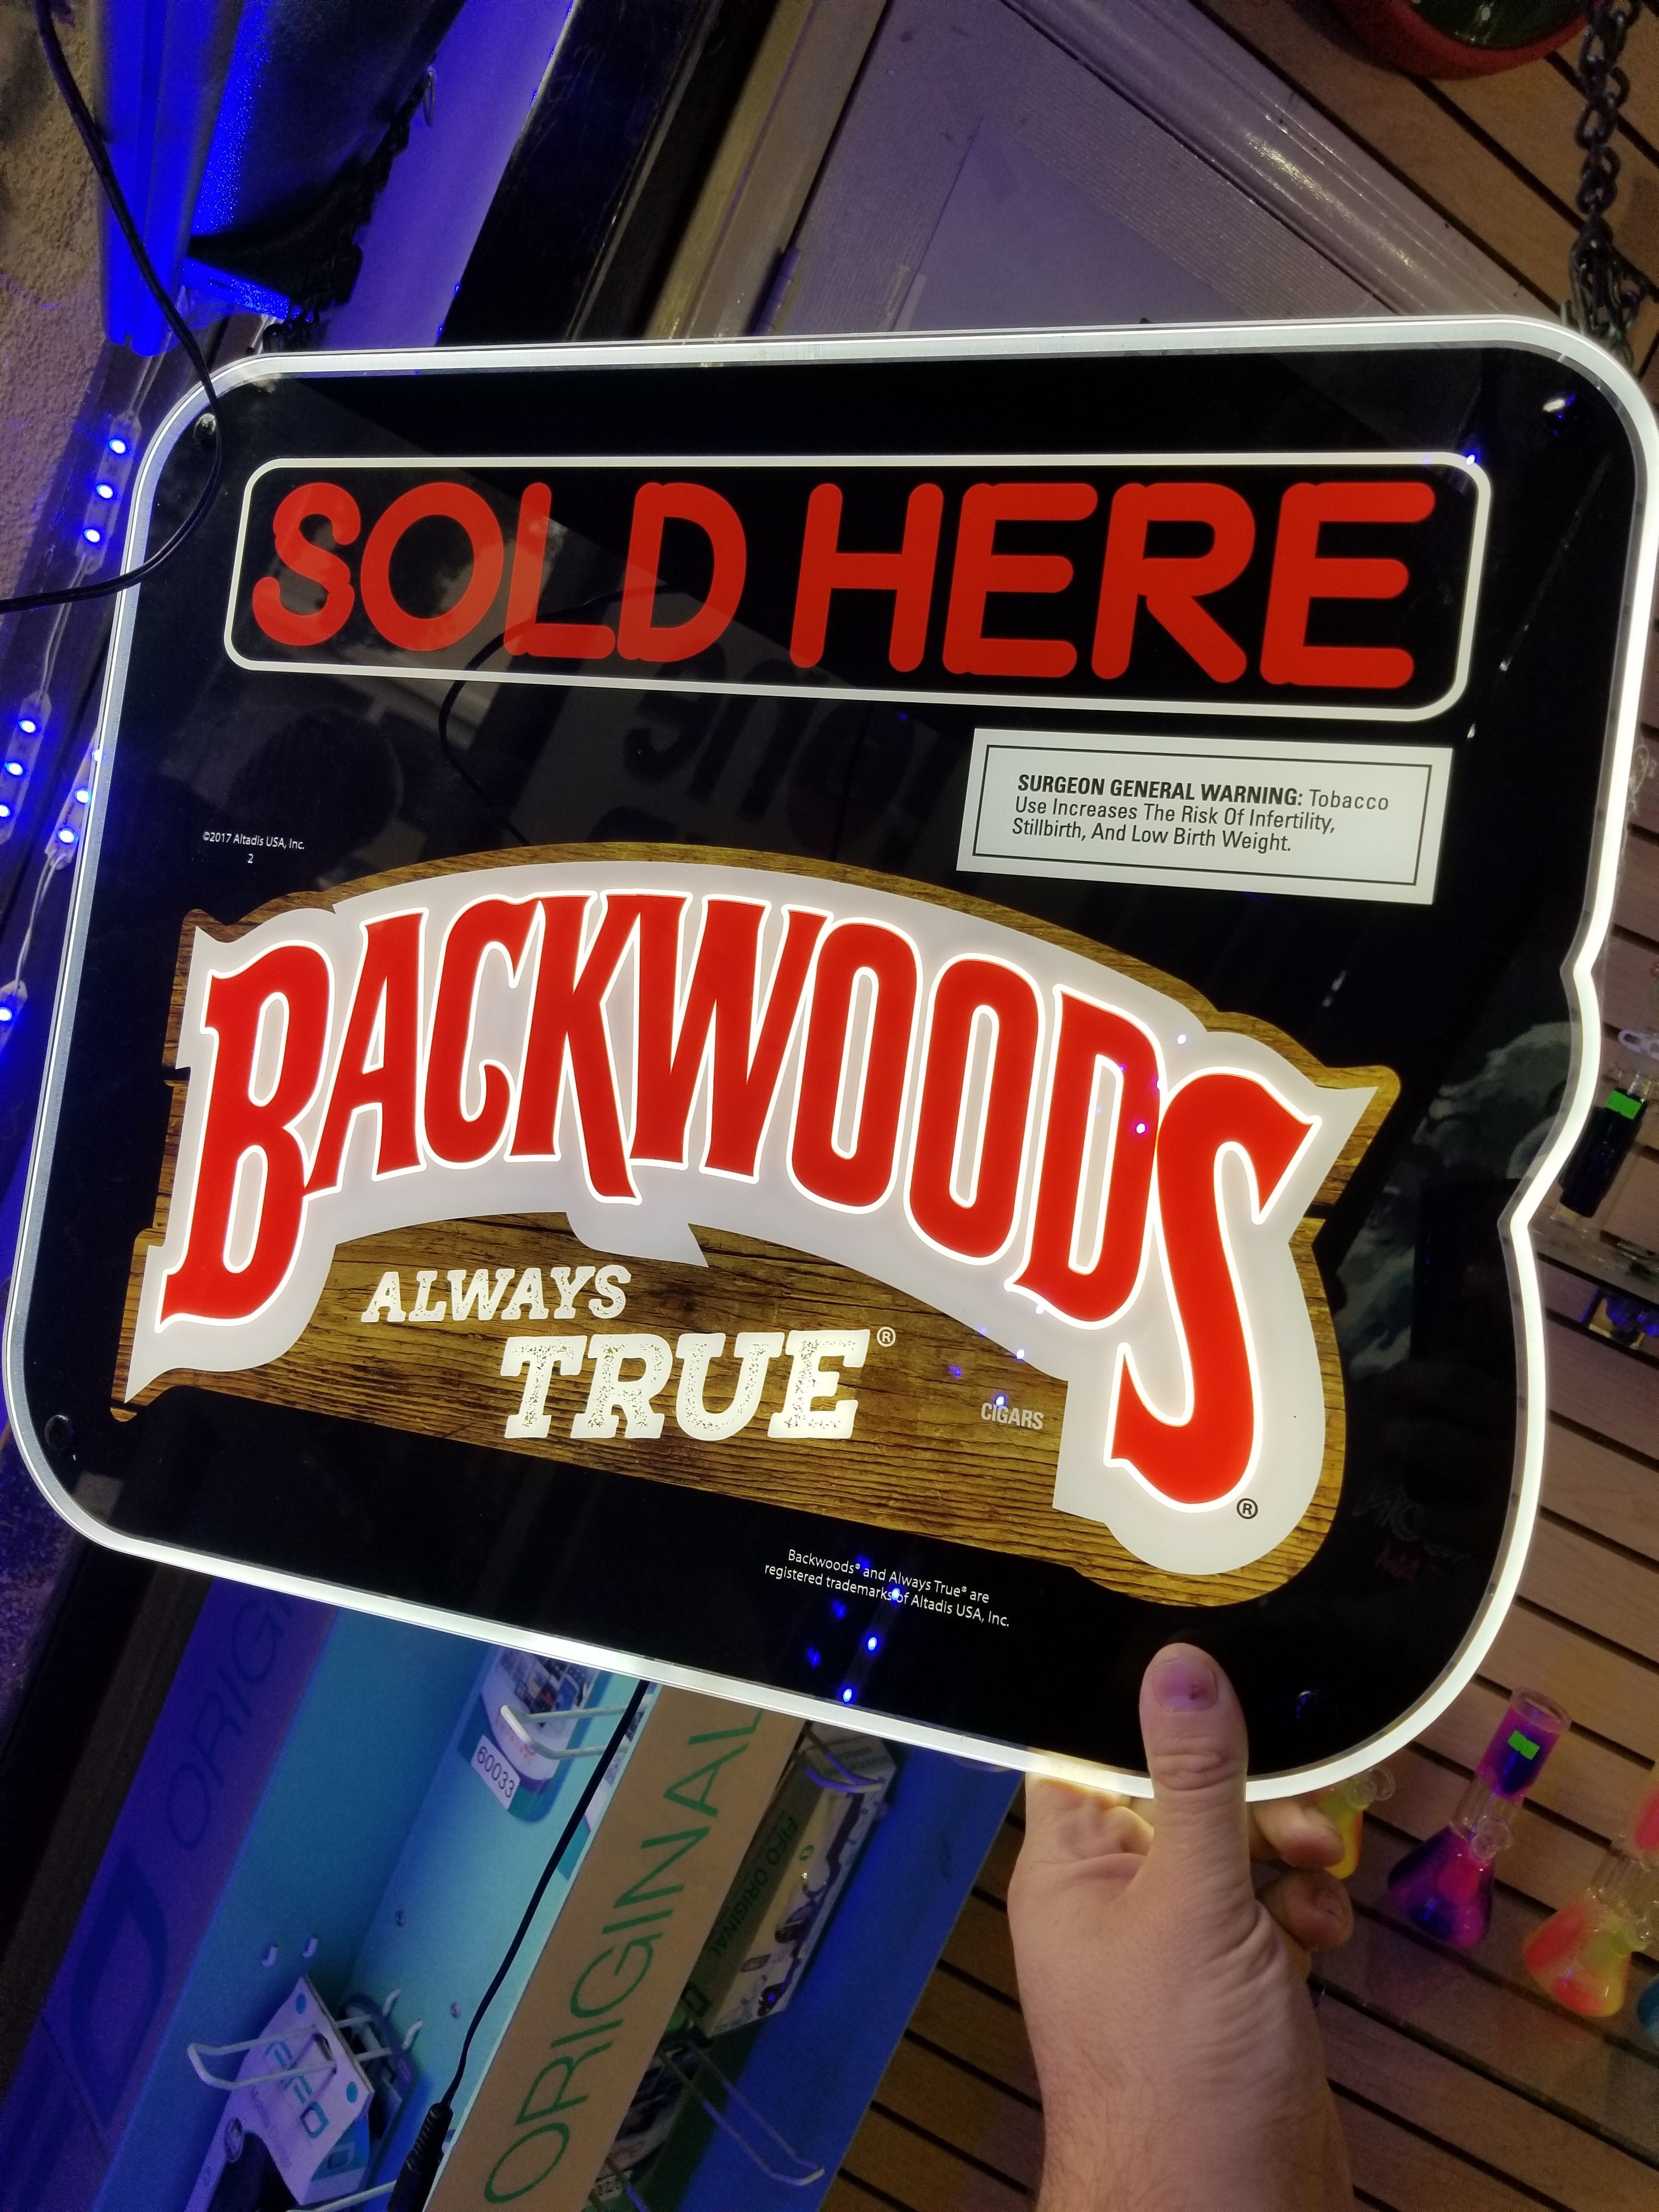 SOLD HERE
SURGEON GENERAL WARNING: Tobacco
Use Increases The Risk Of Infertility,
Stillbirth, And Low Birth Weight.
©2017 Altadis USA, Inc.
2
BACKWOODS®
ALWAYS
TRUE®
CIGARS
Backwoods® and Always True® are
registered trademarks of Altadis USA, Inc.
60033
ORIGINAL
FIFO ORIGINAL
ORIGINAL